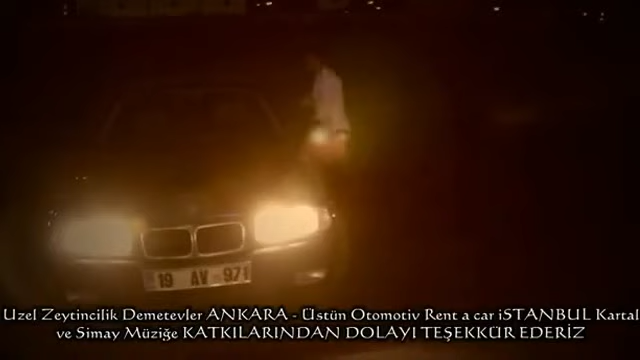 19 AV 971
Uzel Zeytincilik Demetevler ANKARA - Üstün Otomotiv Rent a car iSTANBUL Kartal
ve Simay Müziğe KATKILARINDAN DOLAYI TEŞEKKÜR EDERİZ